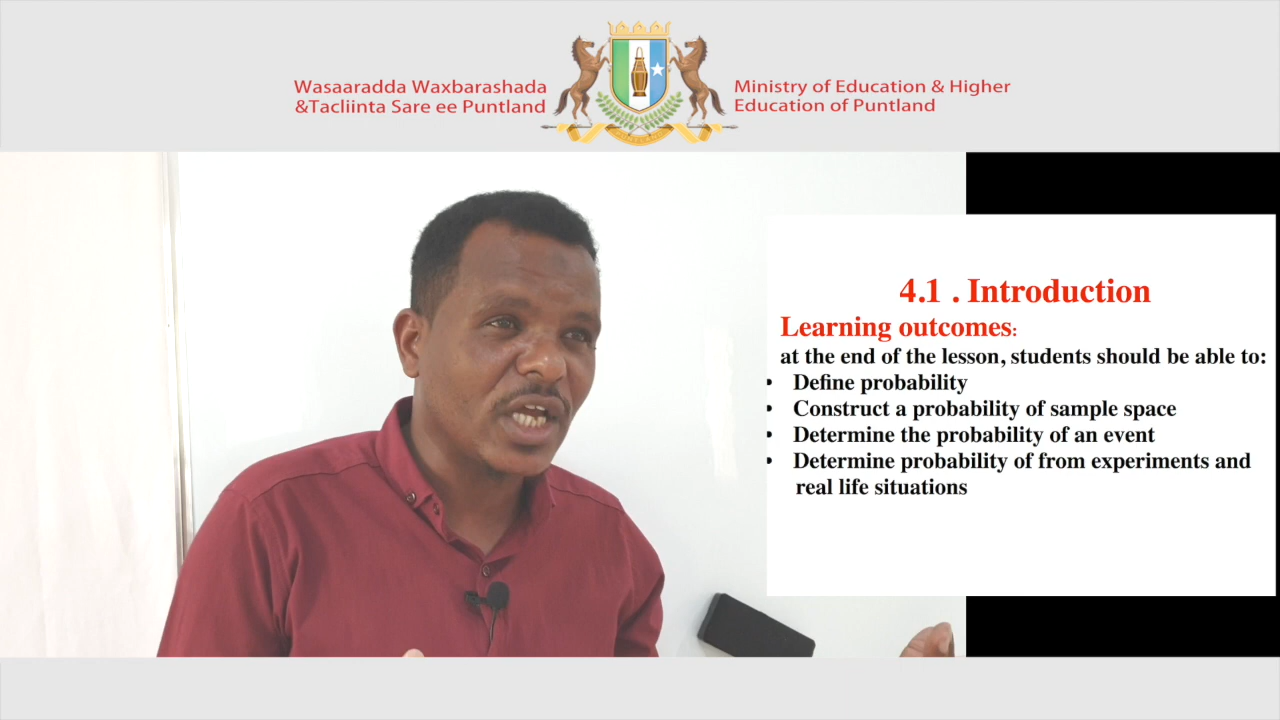 Wasaaradda Waxbarashada
&Tacliinta Sare ee Puntland
Ministry of Education & Higher
Education of Puntland
4.1 . Introduction
Learning outcomes:
at the end of the lesson, students should be able to:
• Define probability
• Construct a probability of sample space
• Determine the probability of an event
• Determine probability of from experiments and
real life situations